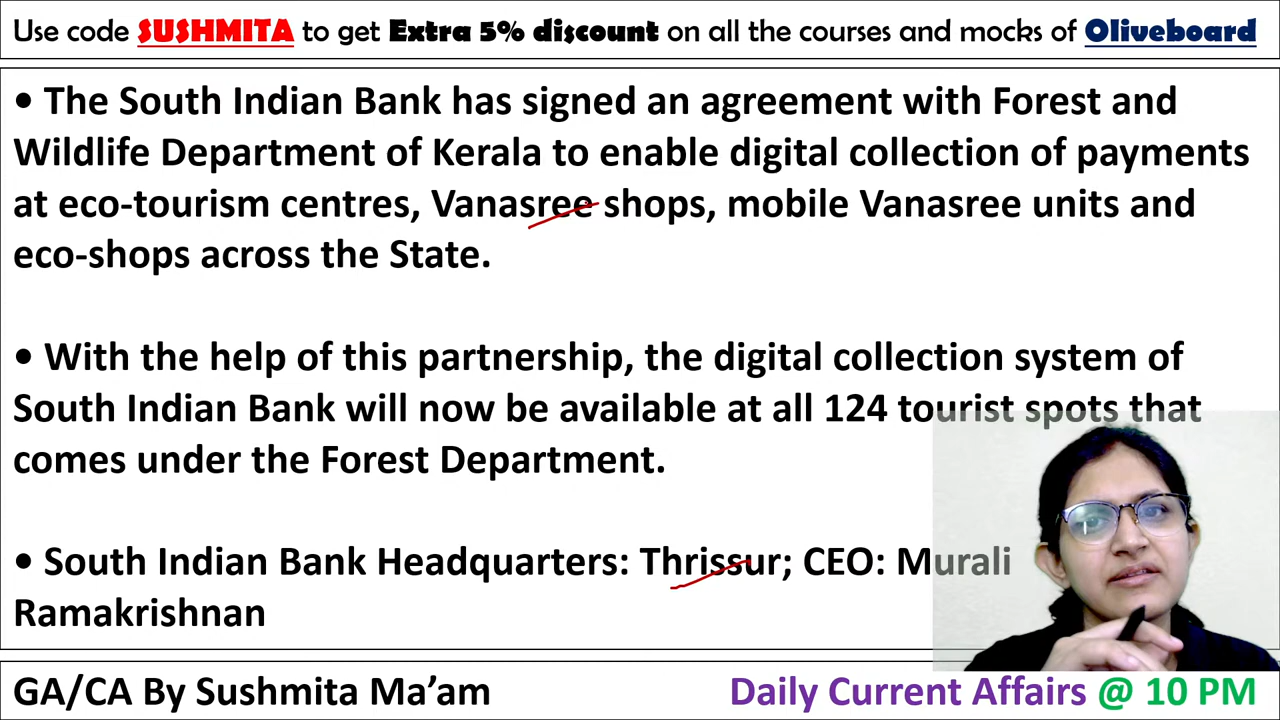 Use code SUSHMITA to get Extra 5% discount on all the courses and mocks of Oliveboard
• The South Indian Bank has signed an agreement with Forest and
Wildlife Department of Kerala to enable digital collection of payments
at eco-tourism centres, Vanasree shops, mobile Vanasree units and
eco-shops across the State.
• With the help of this partnership, the digital collection system of
South Indian Bank will now be available at all 124 tourist spots that
comes under the Forest Department.
• South Indian Bank Headquarters: Thrissur; CEO: Murali
Ramakrishnan
GA/CA By Sushmita Ma’am
Daily Current Affairs @ 10 PM